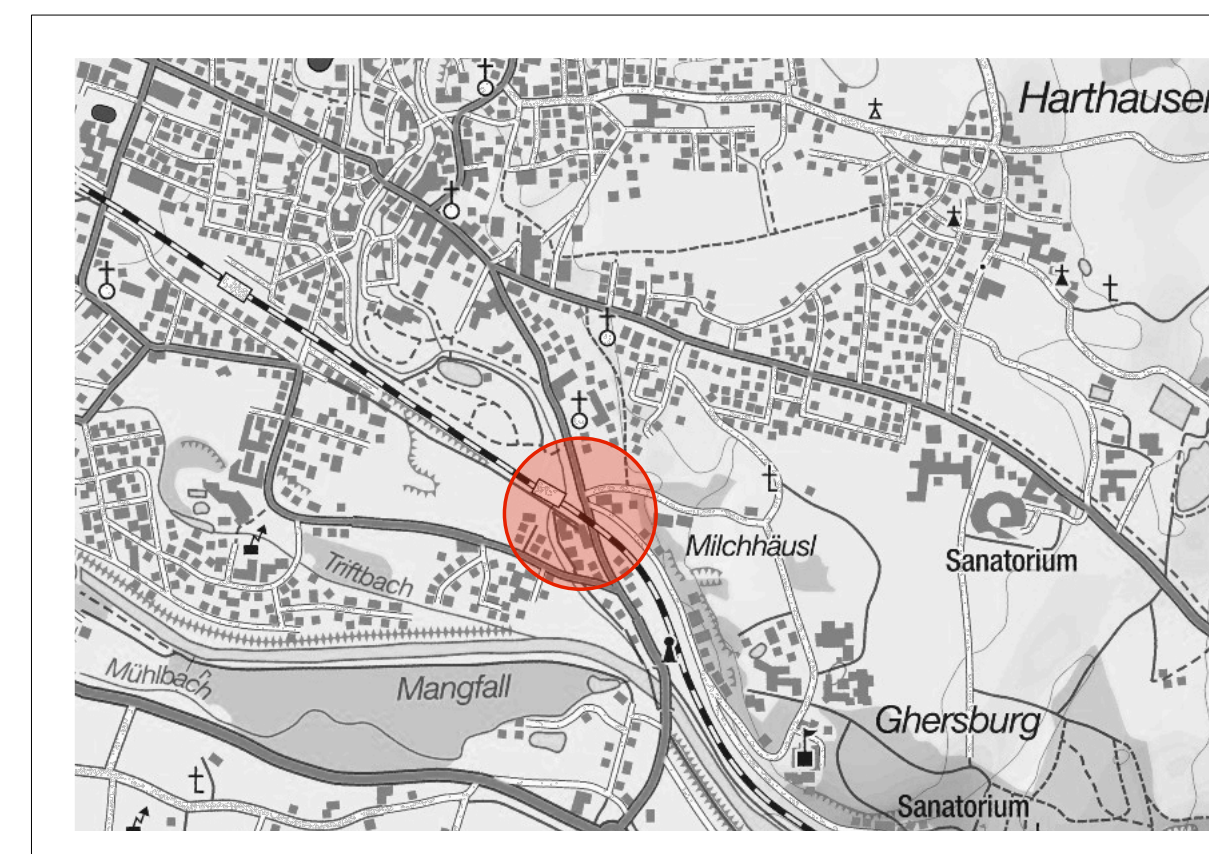 Harthausen
Milchhäusl
Sanatorium
Triftbach
Mühlbach
Mangfall
Ghersburg
Sanatorium